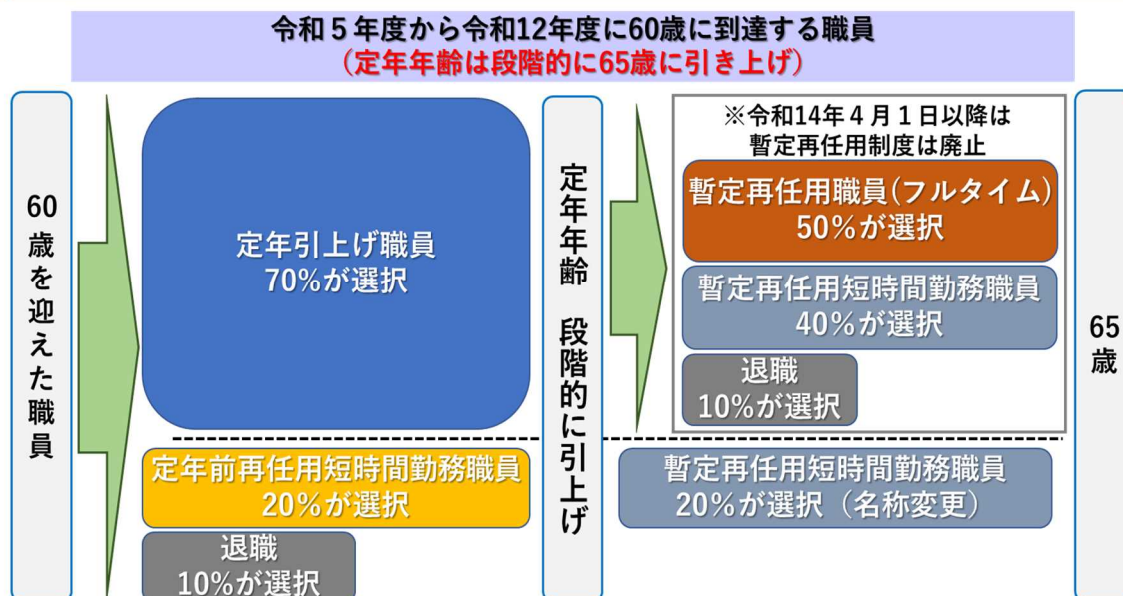 令和５年度から令和12年度に60歳に到達する職員
（定年年齢は段階的に65歳に引き上げ）
60歳を迎えた職員
定年引上げ職員
70%が選択
定年前再任用短時間勤務職員
20%が選択
退職
10%が選択
定年年齢　段階的に引上げ
※令和14年４月１日以降は
暫定再任用制度は廃止
暫定再任用職員(フルタイム)
50%が選択
暫定再任用短時間勤務職員
40%が選択
退職
10%が選択
暫定再任用短時間勤務職員
20%が選択（名称変更）
65歳